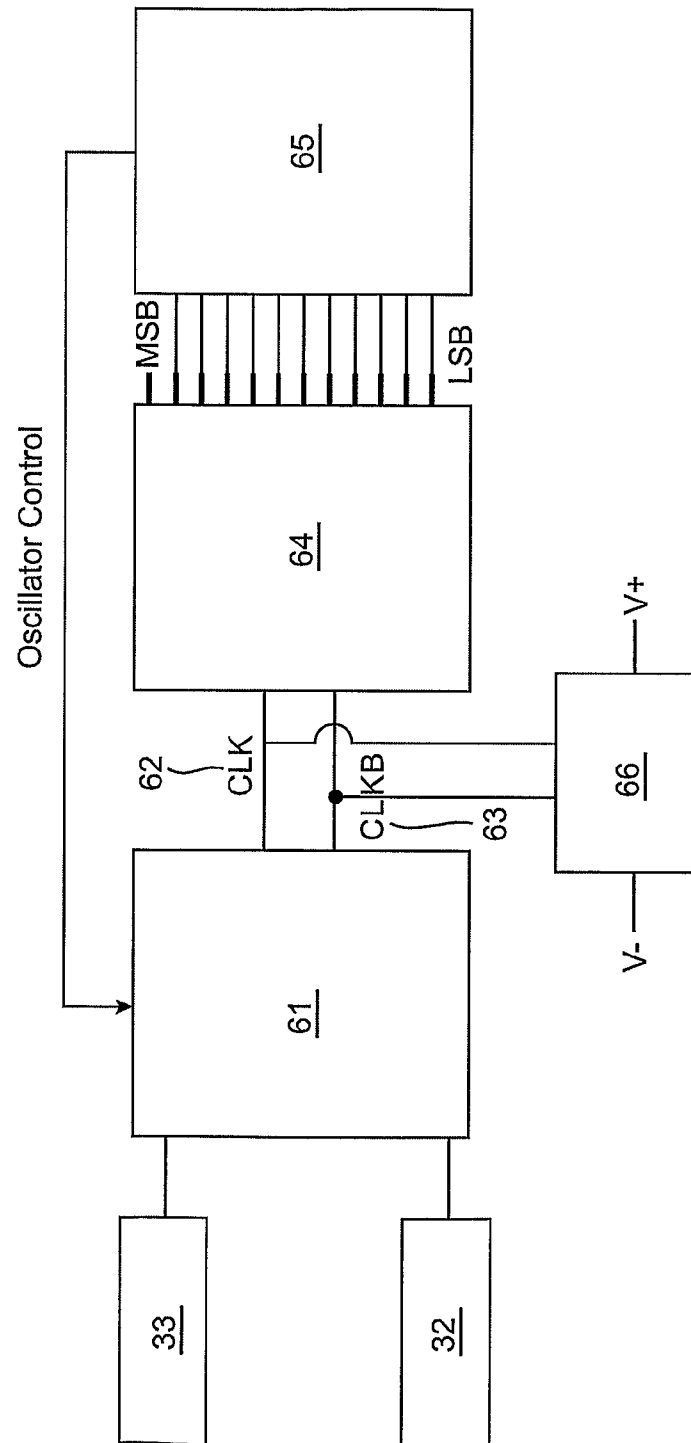 Oscillator Control
65
MSB
LSB
64
62
CLK
CLKB
63
66
V+
V-
61
33
32